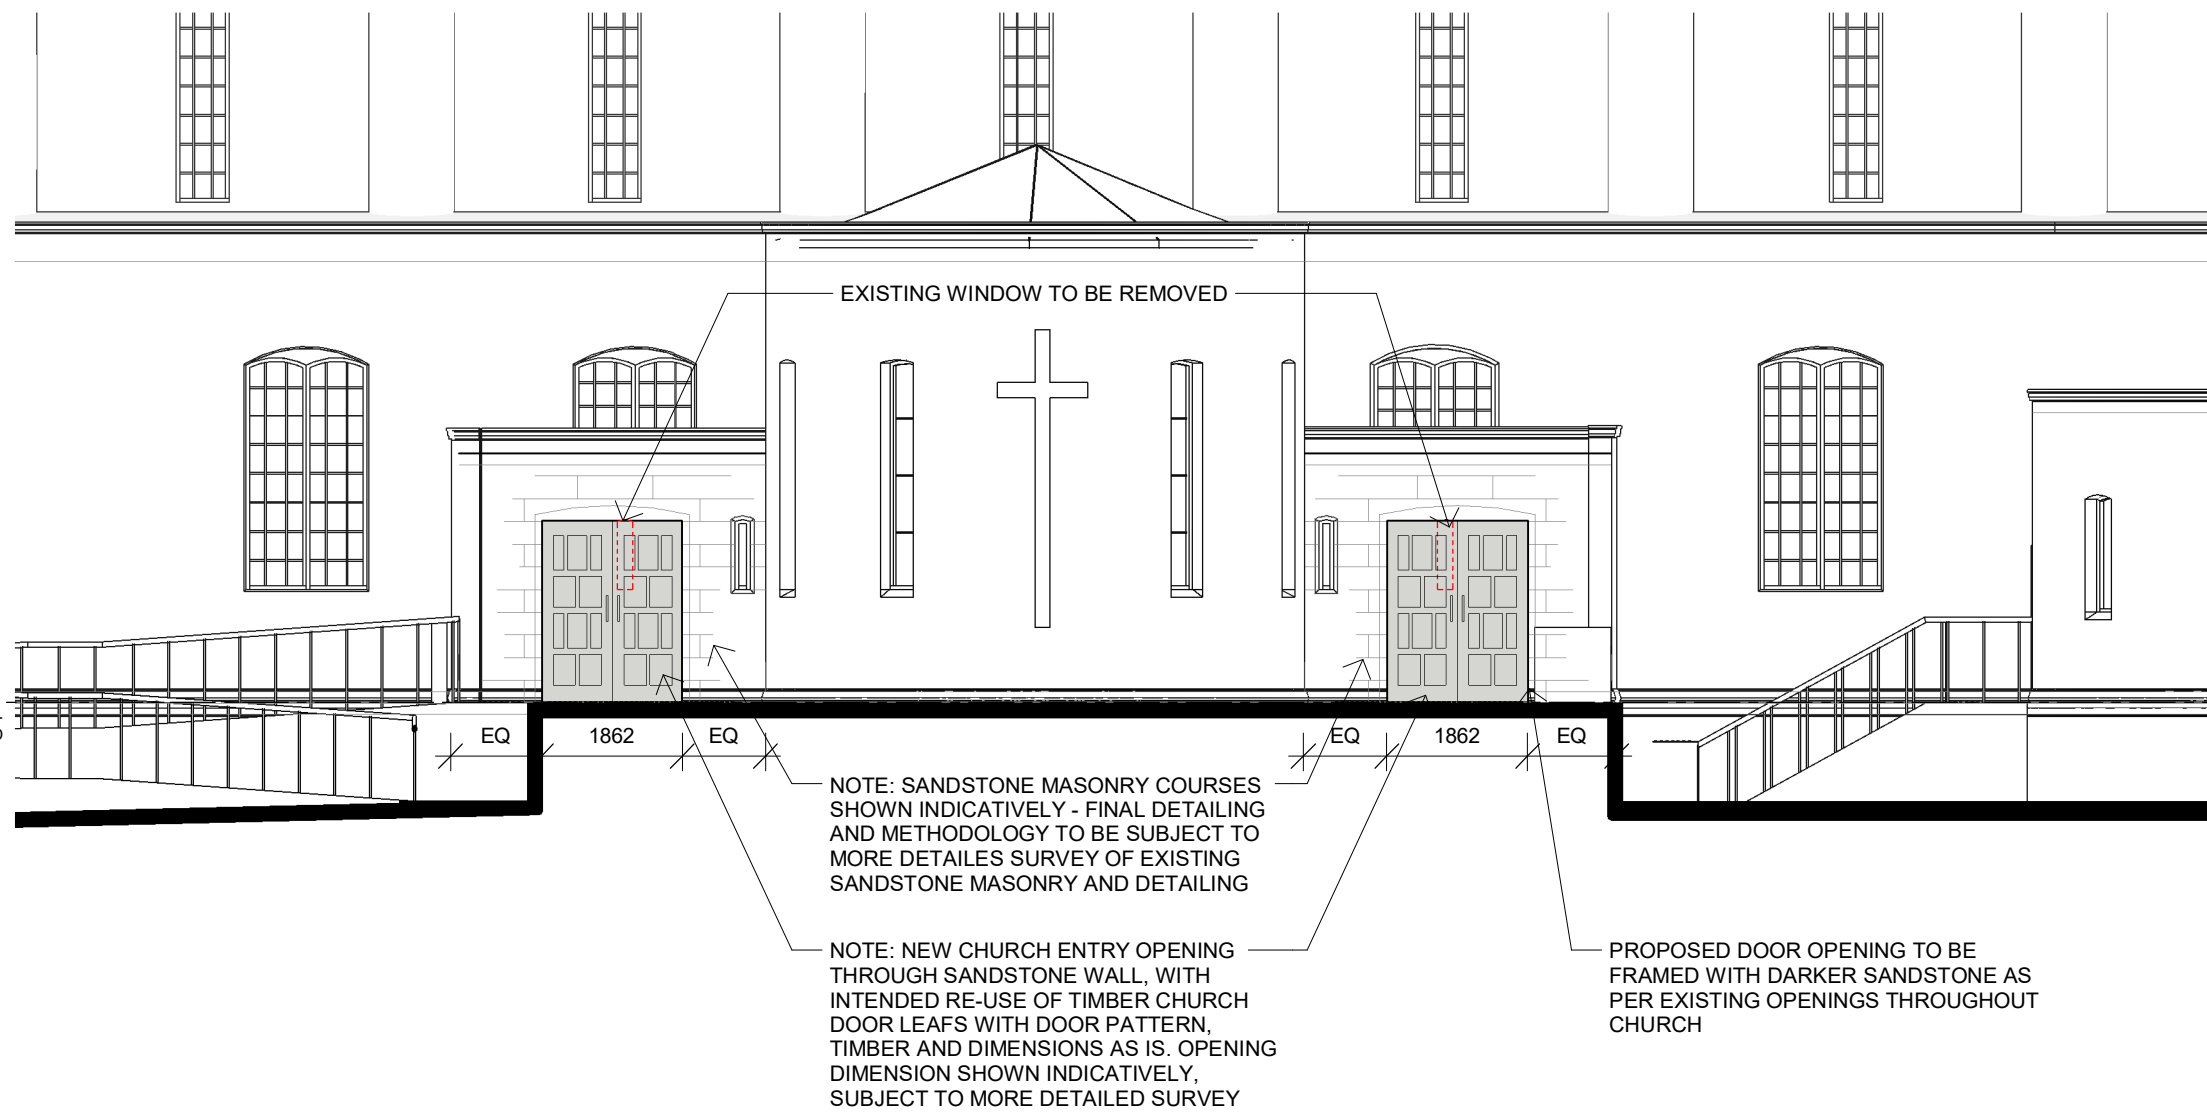 EXISTING WINDOW TO BE REMOVED
EQ 1862 EQ
EQ 1862 EQ
NOTE: SANDSTONE MASONRY COURSES
SHOWN INDICATIVELY - FINAL DETAILING
AND METHODOLOGY TO BE SUBJECT TO
MORE DETAILES SURVEY OF EXISTING
SANDSTONE MASONRY AND DETAILING
NOTE: NEW CHURCH ENTRY OPENING
THROUGH SANDSTONE WALL, WITH
INTENDED RE-USE OF TIMBER CHURCH
DOOR LEAFS WITH DOOR PATTERN,
TIMBER AND DIMENSIONS AS IS. OPENING
DIMENSION SHOWN INDICATIVELY,
SUBJECT TO MORE DETAILED SURVEY
PROPOSED DOOR OPENING TO BE
FRAMED WITH DARKER SANDSTONE AS
PER EXISTING OPENINGS THROUGHOUT
CHURCH